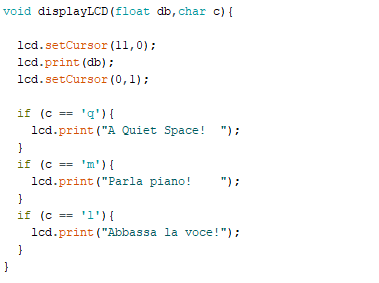 void displayLCD(float db,char c){
  lcd.setCursor(11,0);
  lcd.print(db);
  lcd.setCursor(0,1);
  if (c == 'q'){
    lcd.print("A Quiet Space!  ");
  }
  if (c == 'm'){
    lcd.print("Parla piano!    ");
  }
  if (c == 'l'){
    lcd.print("Abbassa la voce!");
  }
}